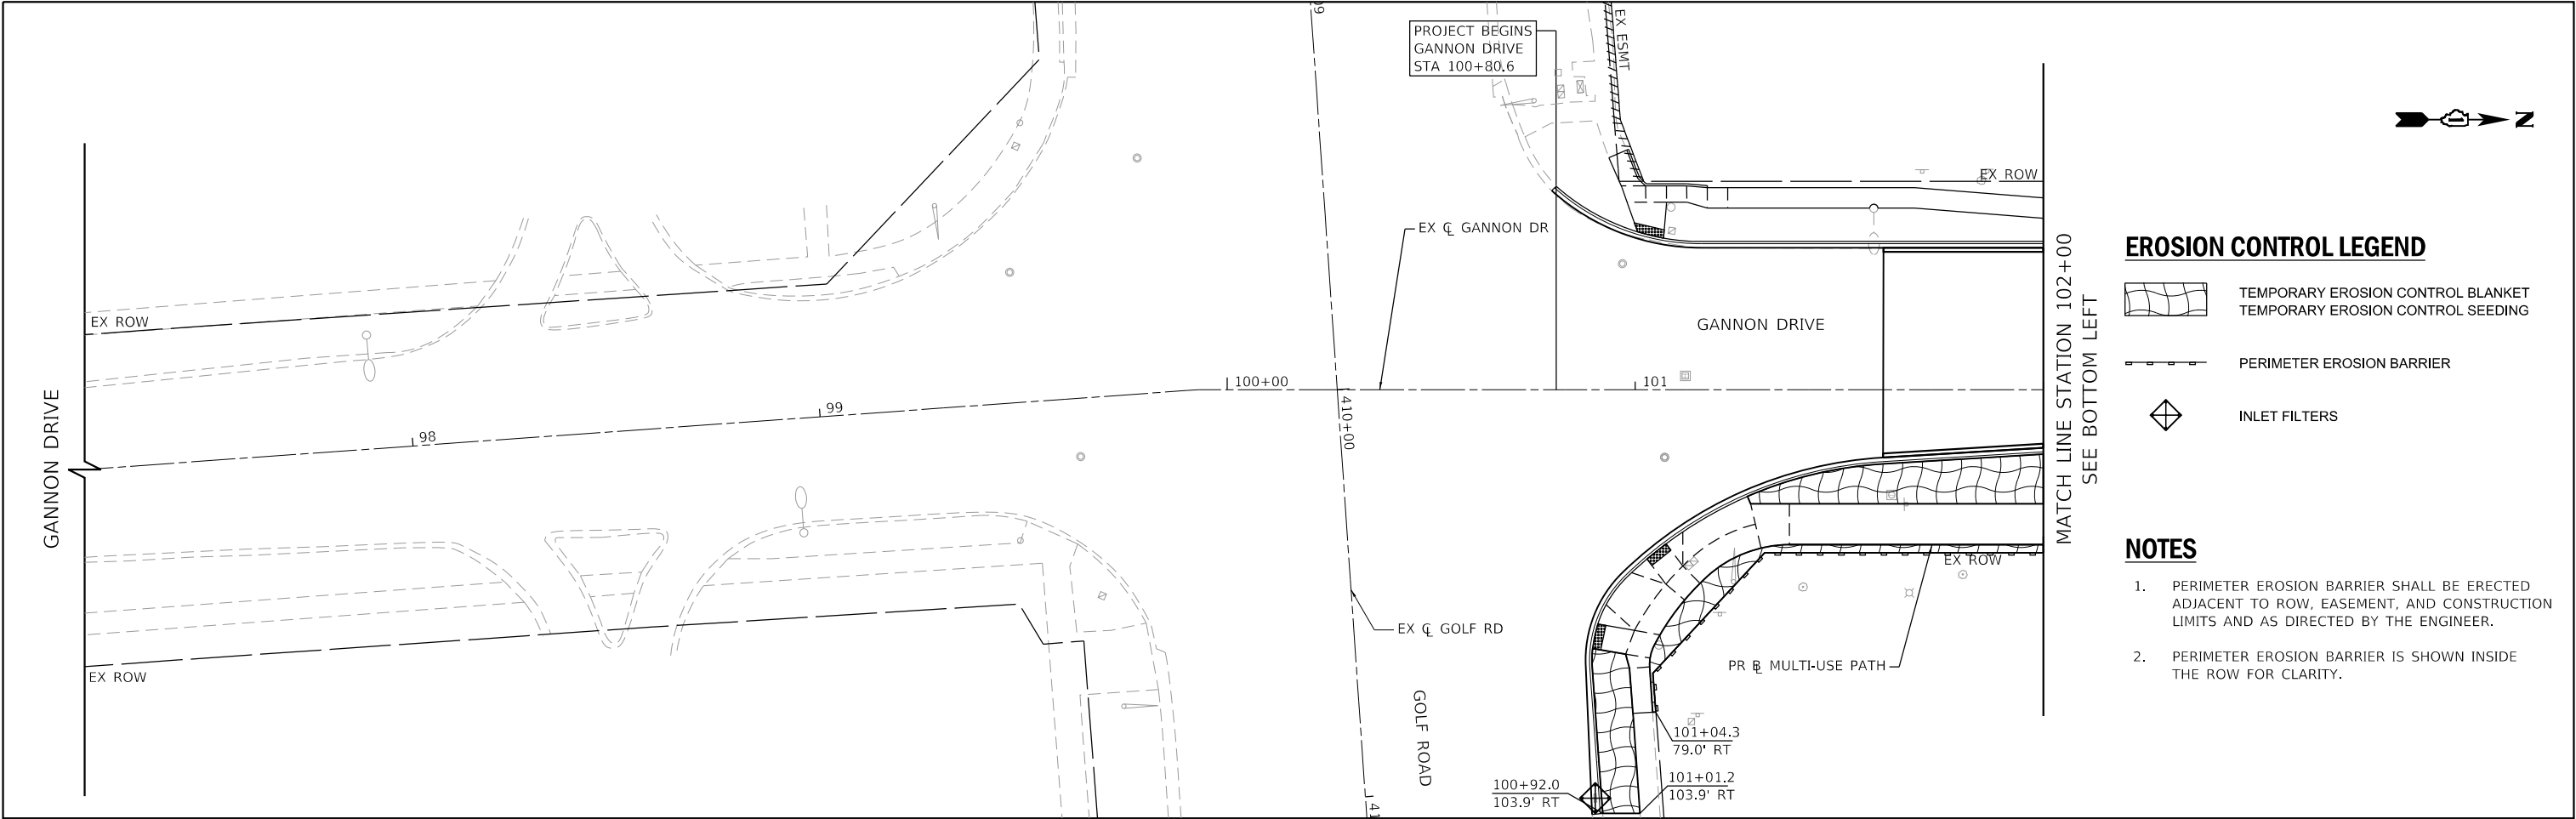 PROJECT BEGINS
GANNON DRIVE
STA 100+80.6
EX ESMT
09
N
EX ROW
EX ℄ GANNON DR
EX ROW
GANNON DRIVE
100+00
101
99
98
410+00
GANNON DRIVE
MATCH LINE STATION 102+00
SEE BOTTOM LEFT
EX ROW
EX ℄ GOLF RD
PR ⅊ MULTI-USE PATH
EX ROW
GOLF ROAD
101+04.3
79.0' RT
100+92.0
103.9' RT
101+01.2
103.9' RT
41
EROSION CONTROL LEGEND
TEMPORARY EROSION CONTROL BLANKET
TEMPORARY EROSION CONTROL SEEDING
PERIMETER EROSION BARRIER
INLET FILTERS
NOTES
1. PERIMETER EROSION BARRIER SHALL BE ERECTED
ADJACENT TO ROW, EASEMENT, AND CONSTRUCTION
LIMITS AND AS DIRECTED BY THE ENGINEER.
2. PERIMETER EROSION BARRIER IS SHOWN INSIDE
THE ROW FOR CLARITY.